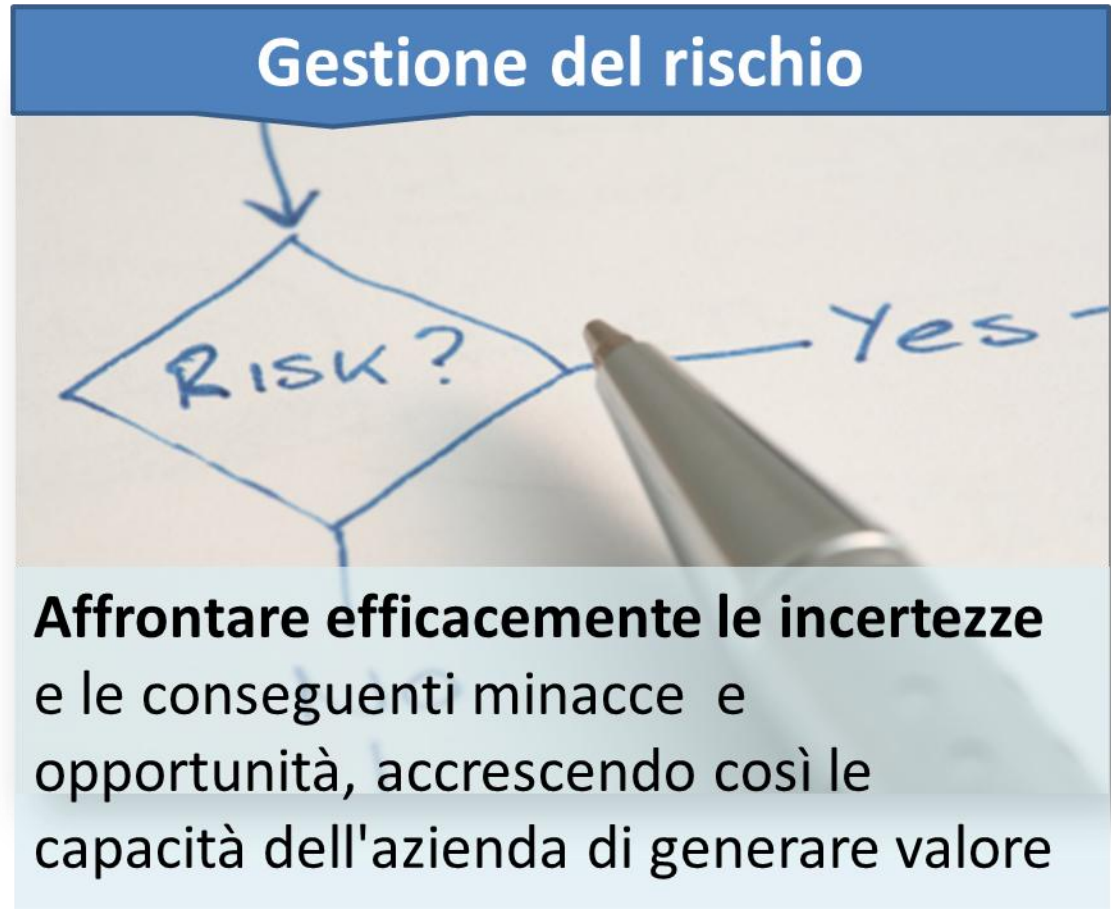 Gestione del rischio
RISK?
Yes
Affrontare efficacemente le incertezze
e le conseguenti minacce e
opportunità, accrescendo così le
capacità dell'azienda di generare valore